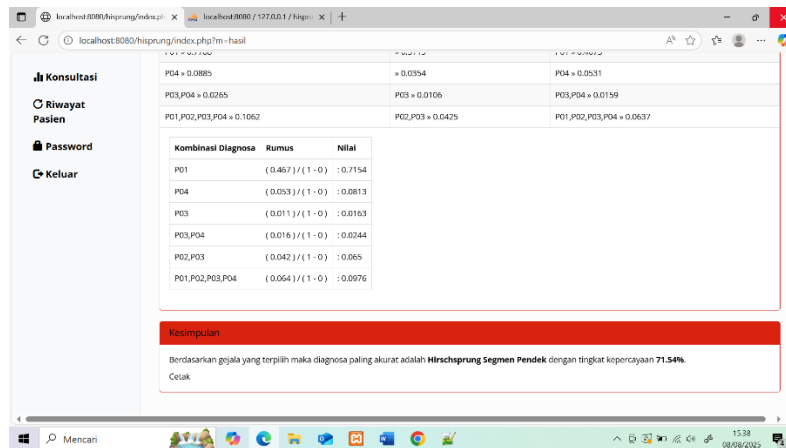 localhost:8080/hisprung/index.ph
localhost:8080 / 127.0.0.1 / hispru
localhost:8080/hisprung/index.php?m=hasil
Konsultasi
Riwayat
Pasien
Password
Keluar
P04 » 0.0885 » 0.0354 P04 » 0.0531
P03,P04 » 0.0265 P03 » 0.0106 P03,P04 » 0.0159
P01,P02,P03,P04 » 0.1062 P02,P03 » 0.0425 P01,P02,P03,P04 » 0.0637
Kombinasi Diagnosa Rumus Nilai
P01 ( 0.467 ) / ( 1 - 0 ) : 0.7154
P04 ( 0.053 ) / ( 1 - 0 ) : 0.0813
P03 ( 0.011 ) / ( 1 - 0 ) : 0.0163
P03,P04 ( 0.016 ) / ( 1 - 0 ) : 0.0244
P02,P03 ( 0.042 ) / ( 1 - 0 ) : 0.065
P01,P02,P03,P04 ( 0.064 ) / ( 1 - 0 ) : 0.0976
Kesimpulan
Berdasarkan gejala yang terpilih maka diagnosa paling akurat adalah Hirschsprung Segmen Pendek dengan tingkat kepercayaan 71.54%.
Cetak
Mencari
15.38
08/08/2025